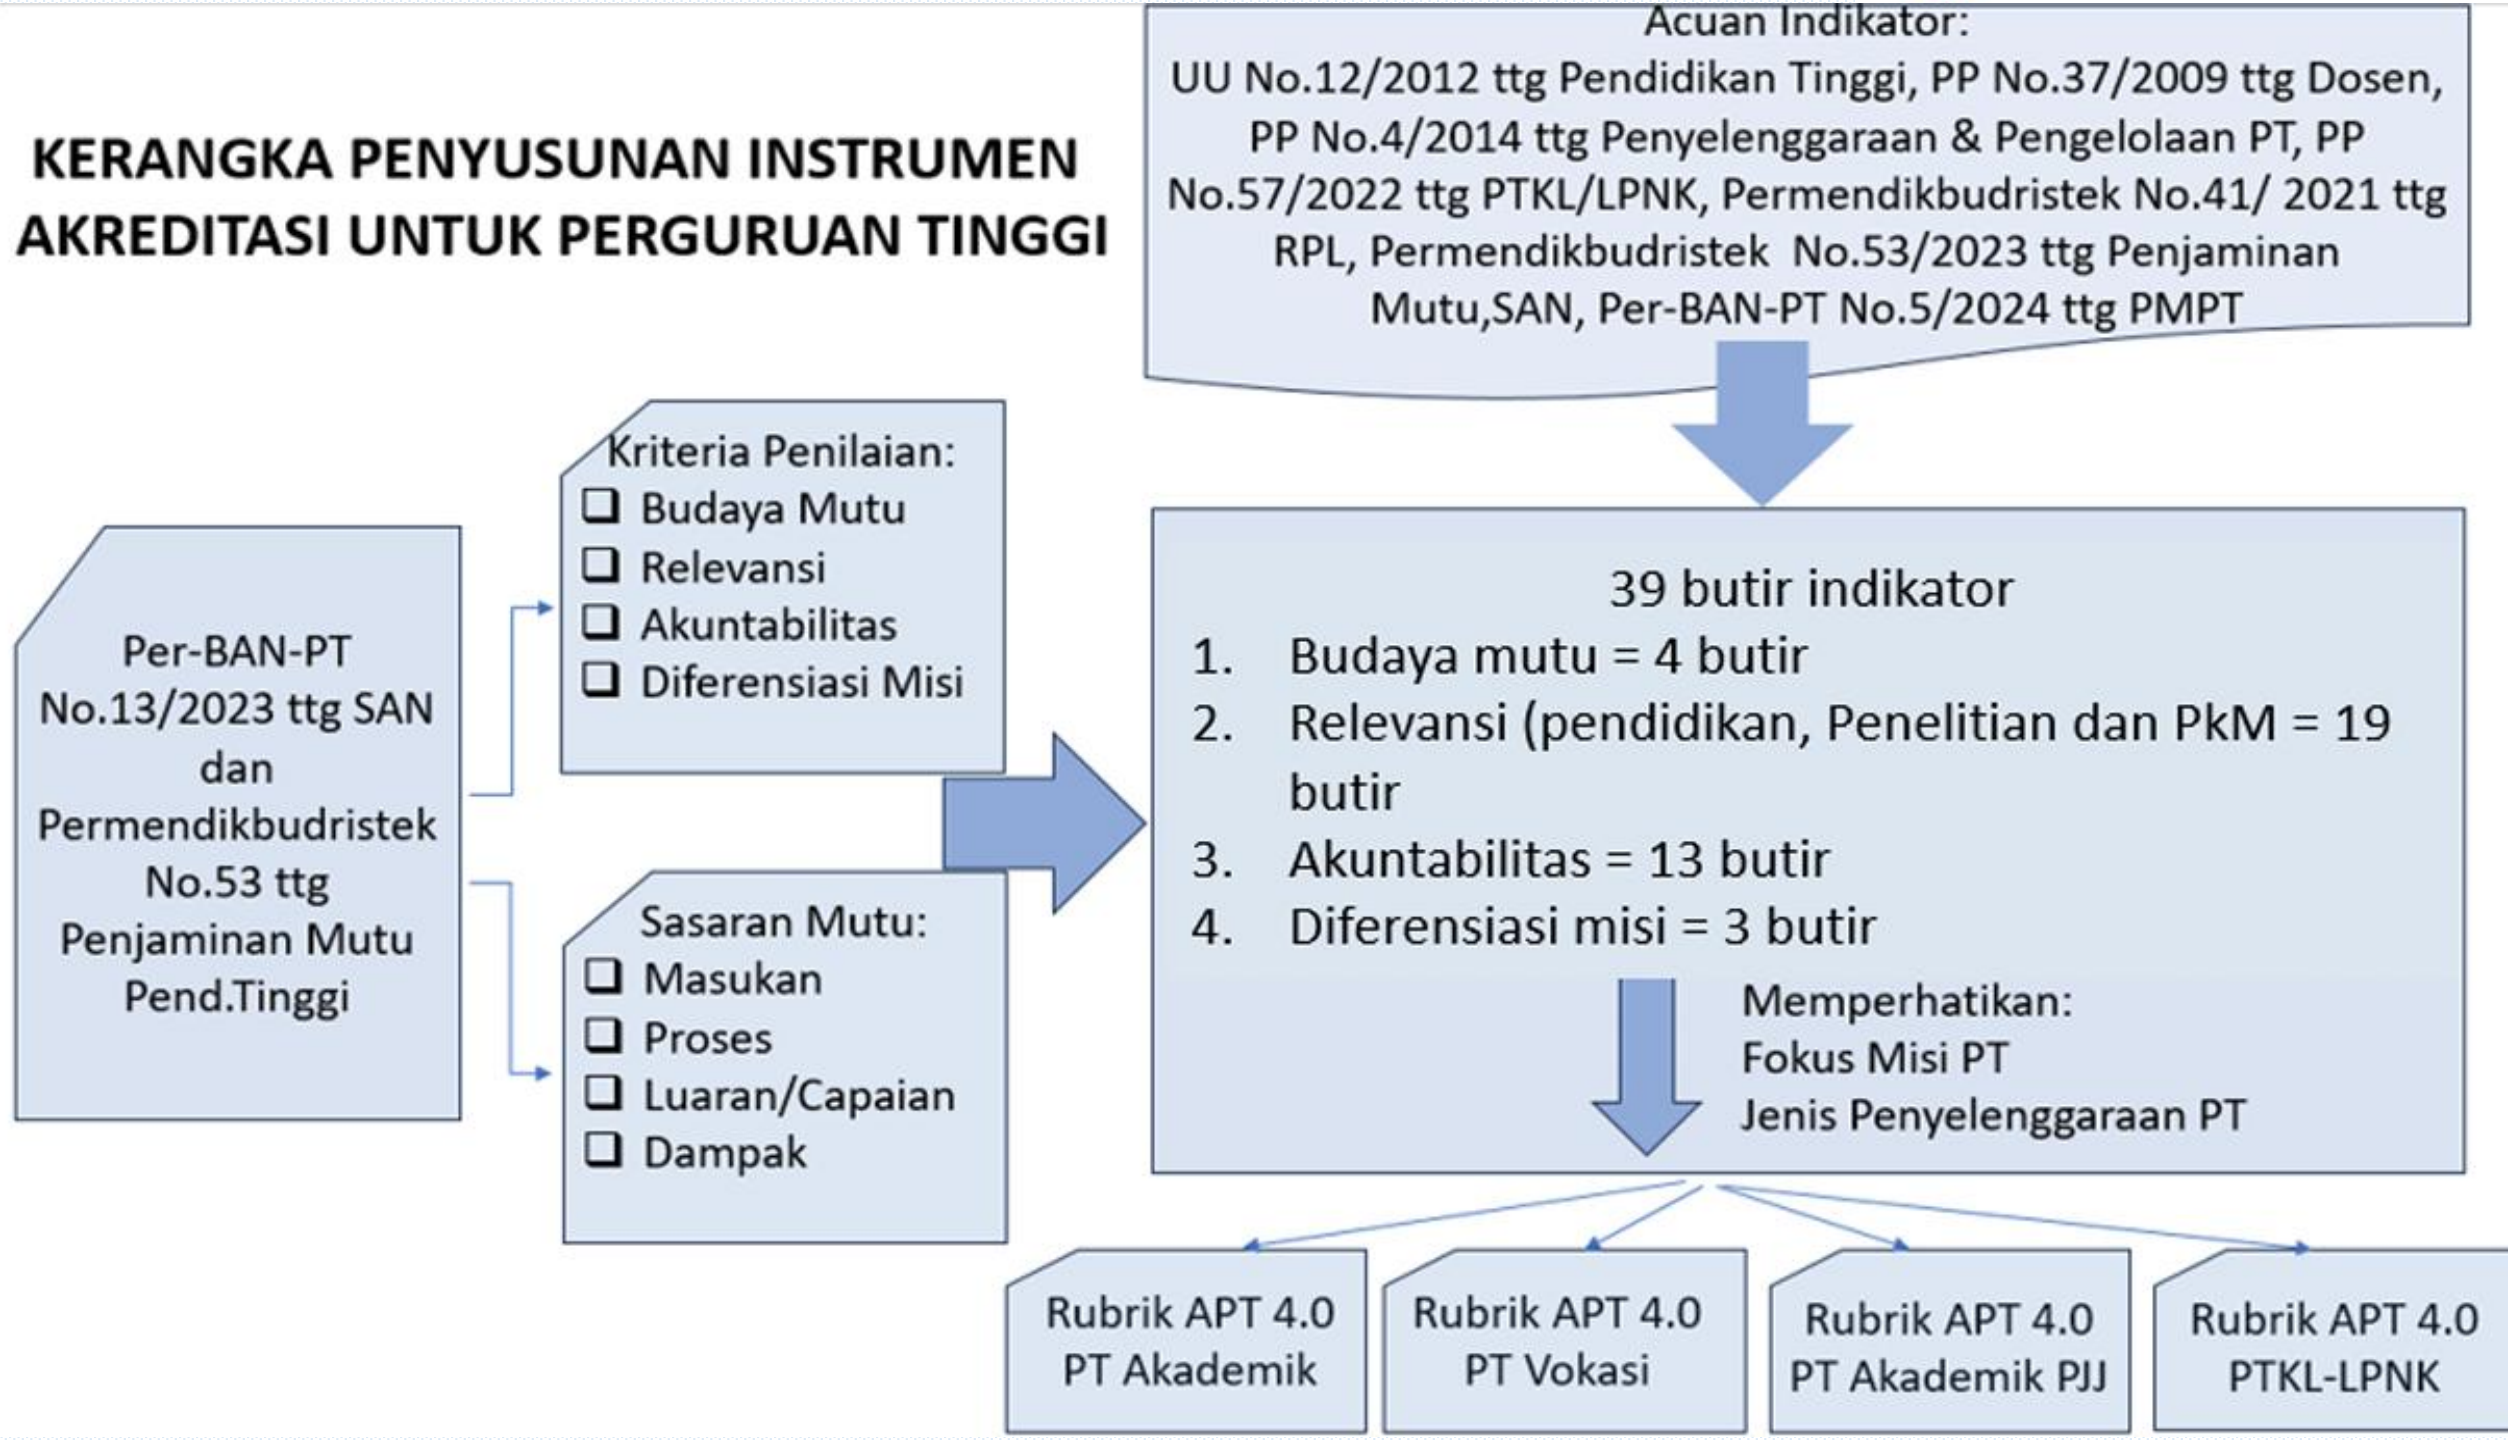 KERANGKA PENYUSUNAN INSTRUMEN
AKREDITASI UNTUK PERGURUAN TINGGI
Acuan Indikator:
UU No.12/2012 ttg Pendidikan Tinggi, PP No.37/2009 ttg Dosen,
PP No.4/2014 ttg Penyelenggaraan & Pengelolaan PT, PP
No.57/2022 ttg PTKL/LPNK, Permendikbudristek No.41/ 2021 ttg
RPL, Permendikbudristek No.53/2023 ttg Penjaminan
Mutu,SAN, Per-BAN-PT No.5/2024 ttg PMPT
Per-BAN-PT
No.13/2023 ttg SAN
dan
Permendikbudristek
No.53 ttg
Penjaminan Mutu
Pend.Tinggi
Kriteria Penilaian:
❑ Budaya Mutu
❑ Relevansi
❑ Akuntabilitas
❑ Diferensiasi Misi
Sasaran Mutu:
❑ Masukan
❑ Proses
❑ Luaran/Capaian
❑ Dampak
39 butir indikator
1. Budaya mutu = 4 butir
2. Relevansi (pendidikan, Penelitian dan PkM = 19
butir
3. Akuntabilitas = 13 butir
4. Diferensiasi misi = 3 butir
Memperhatikan:
Fokus Misi PT
Jenis Penyelenggaraan PT
Rubrik APT 4.0
PT Akademik
Rubrik APT 4.0
PT Vokasi
Rubrik APT 4.0
PT Akademik PJJ
Rubrik APT 4.0
PTKL-LPNK